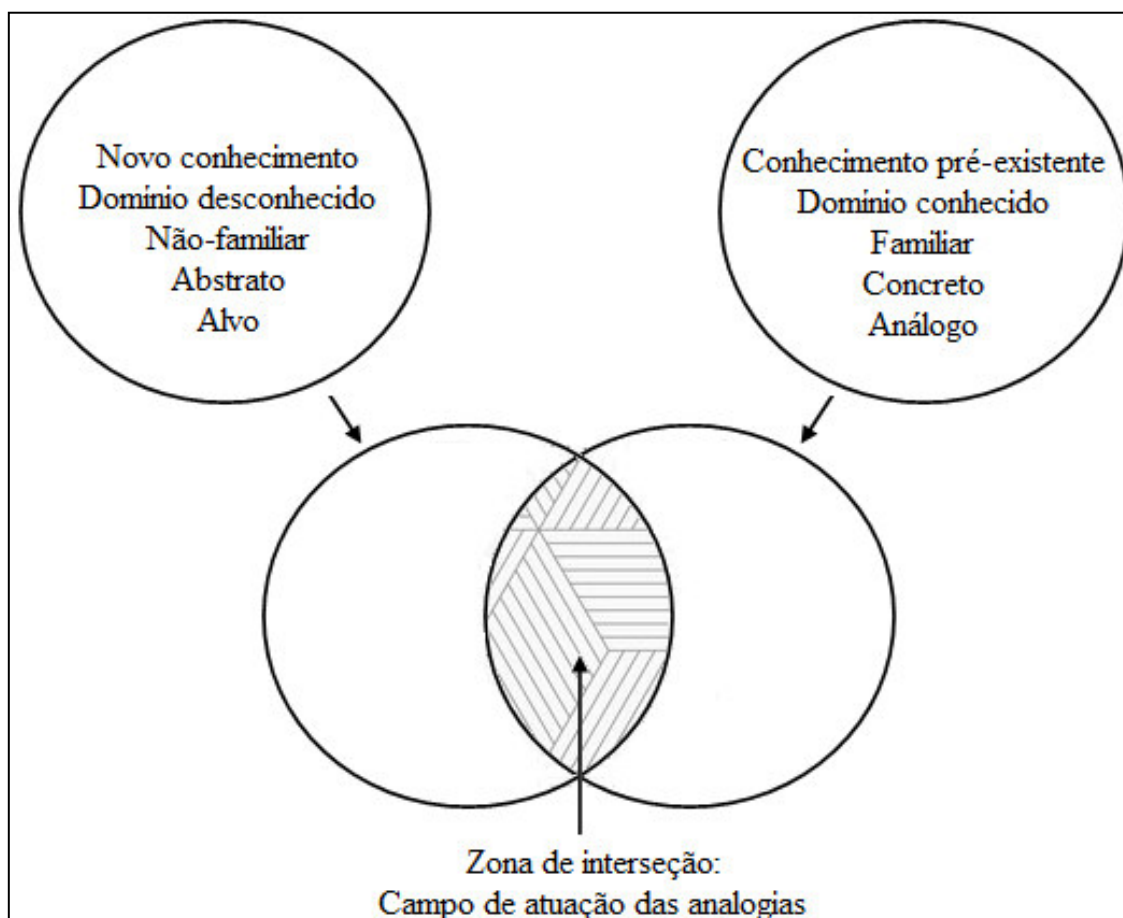 Novo conhecimento
Domínio desconhecido
Não-familiar
Abstrato
Alvo
Conhecimento pré-existente
Domínio conhecido
Familiar
Concreto
Análogo
Zona de interseção:
Campo de atuação das analogias